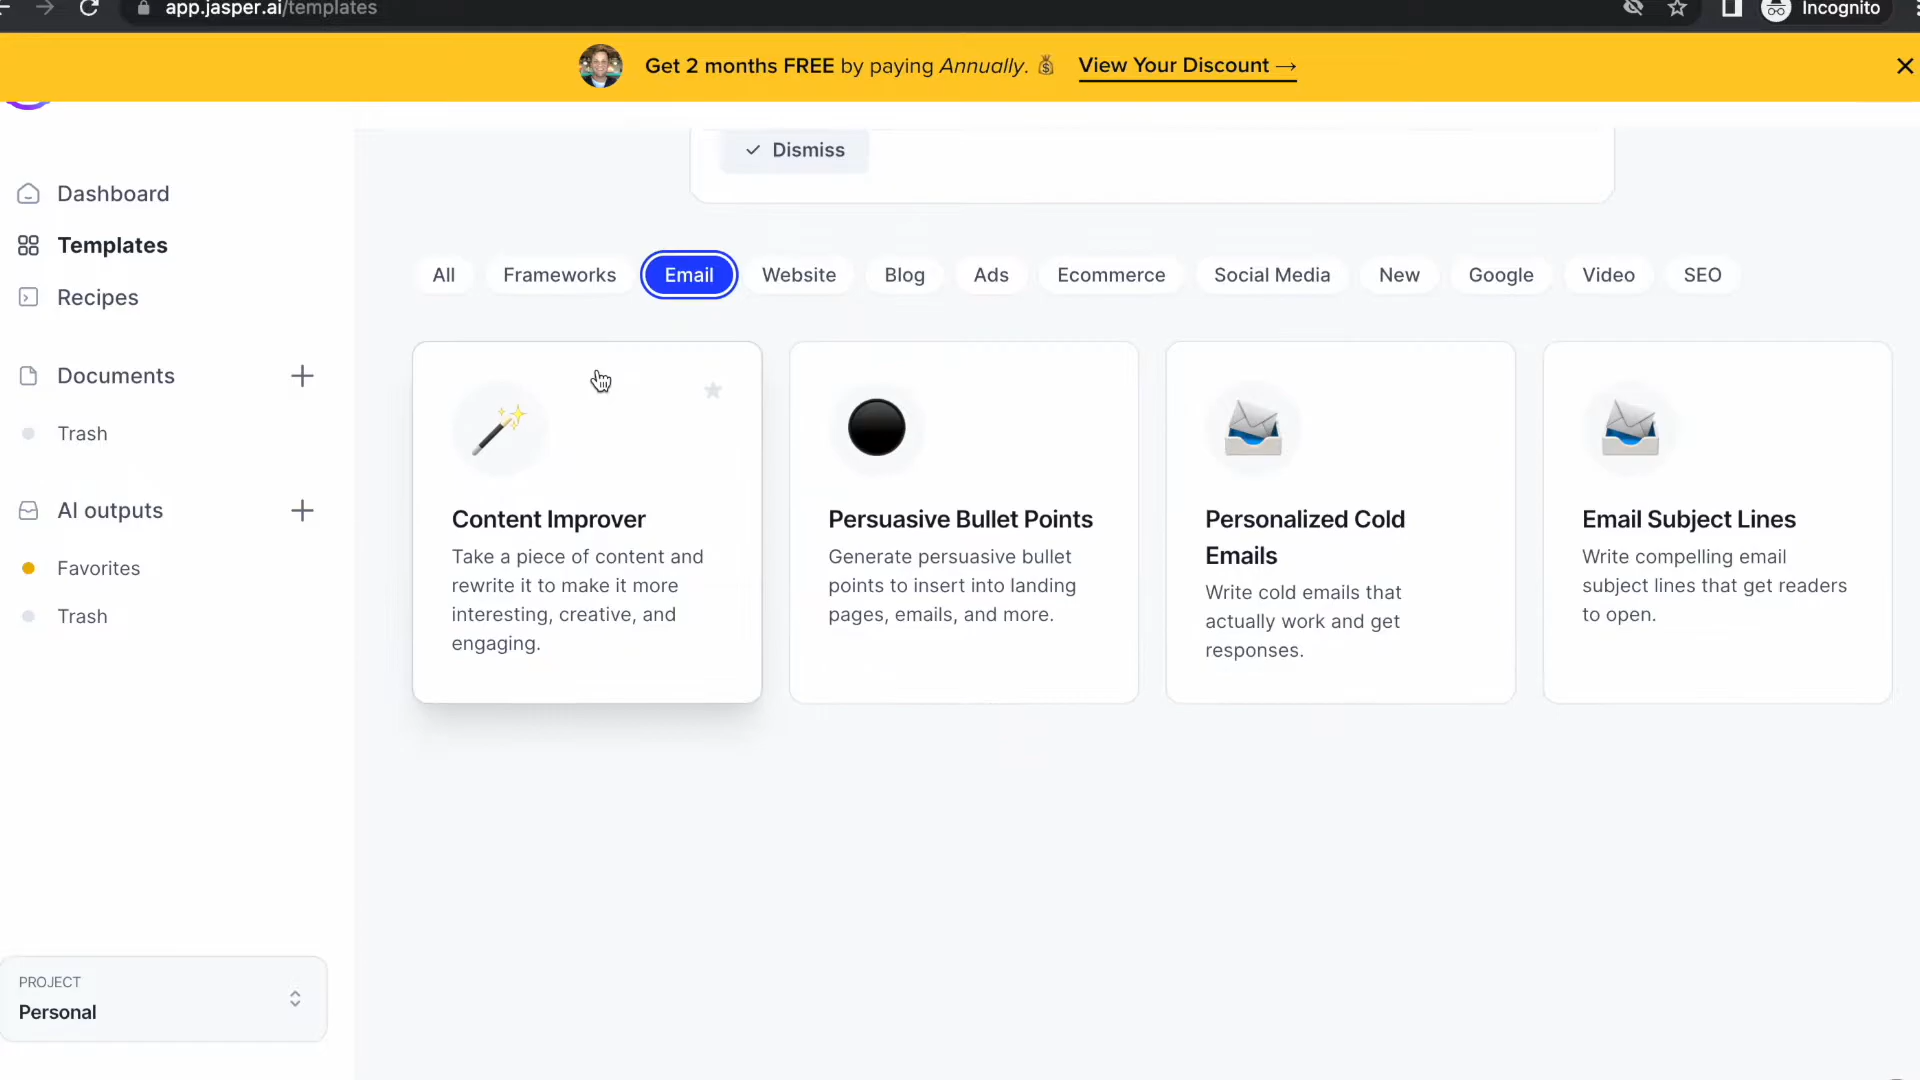 app.jasper.ai/templates
Incognito
Get 2 months FREE by paying Annually. View Your Discount →
Dashboard
Templates
Recipes
Documents
Trash
AI outputs
Favorites
Trash
PROJECT
Personal
Dismiss
All Frameworks Email Website Blog Ads Ecommerce Social Media New Google Video SEO
Content Improver
Take a piece of content and
rewrite it to make it more
interesting, creative, and
engaging.
Persuasive Bullet Points
Generate persuasive bullet
points to insert into landing
pages, emails, and more.
Personalized Cold
Emails
Write cold emails that
actually work and get
responses.
Email Subject Lines
Write compelling email
subject lines that get readers
to open.